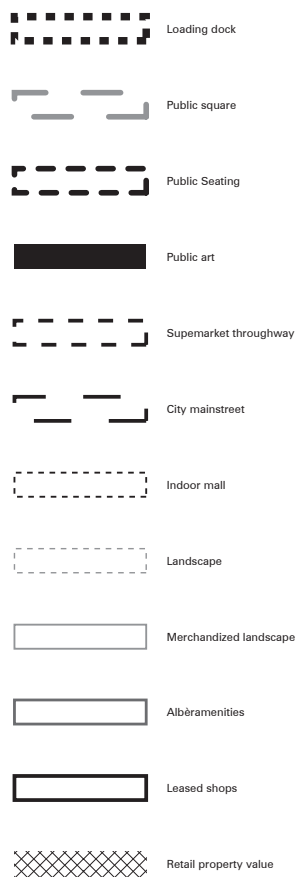 Loading dock
Public square
Public Seating
Public art
Supemarket throughway
City mainstreet
Indoor mall
Landscape
Merchandized landscape
Albèramenities
Leased shops
Retail property value